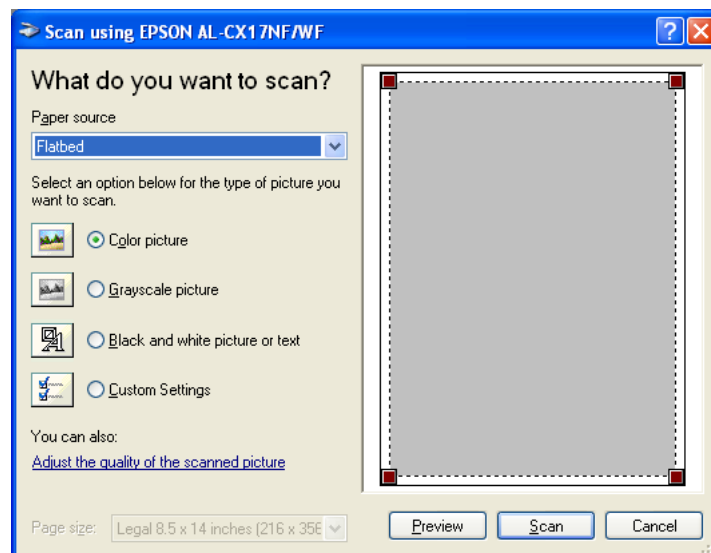 Scan using EPSON AL-CX17NF/WF
What do you want to scan?
Paper source
Flatbed
Select an option below for the type of picture you
want to scan.
Color picture
Grayscale picture
Black and white picture or text
Custom Settings
You can also:
Adjust the quality of the scanned picture
Page size: Legal 8.5 x 14 inches (216 x 356
Preview Scan Cancel